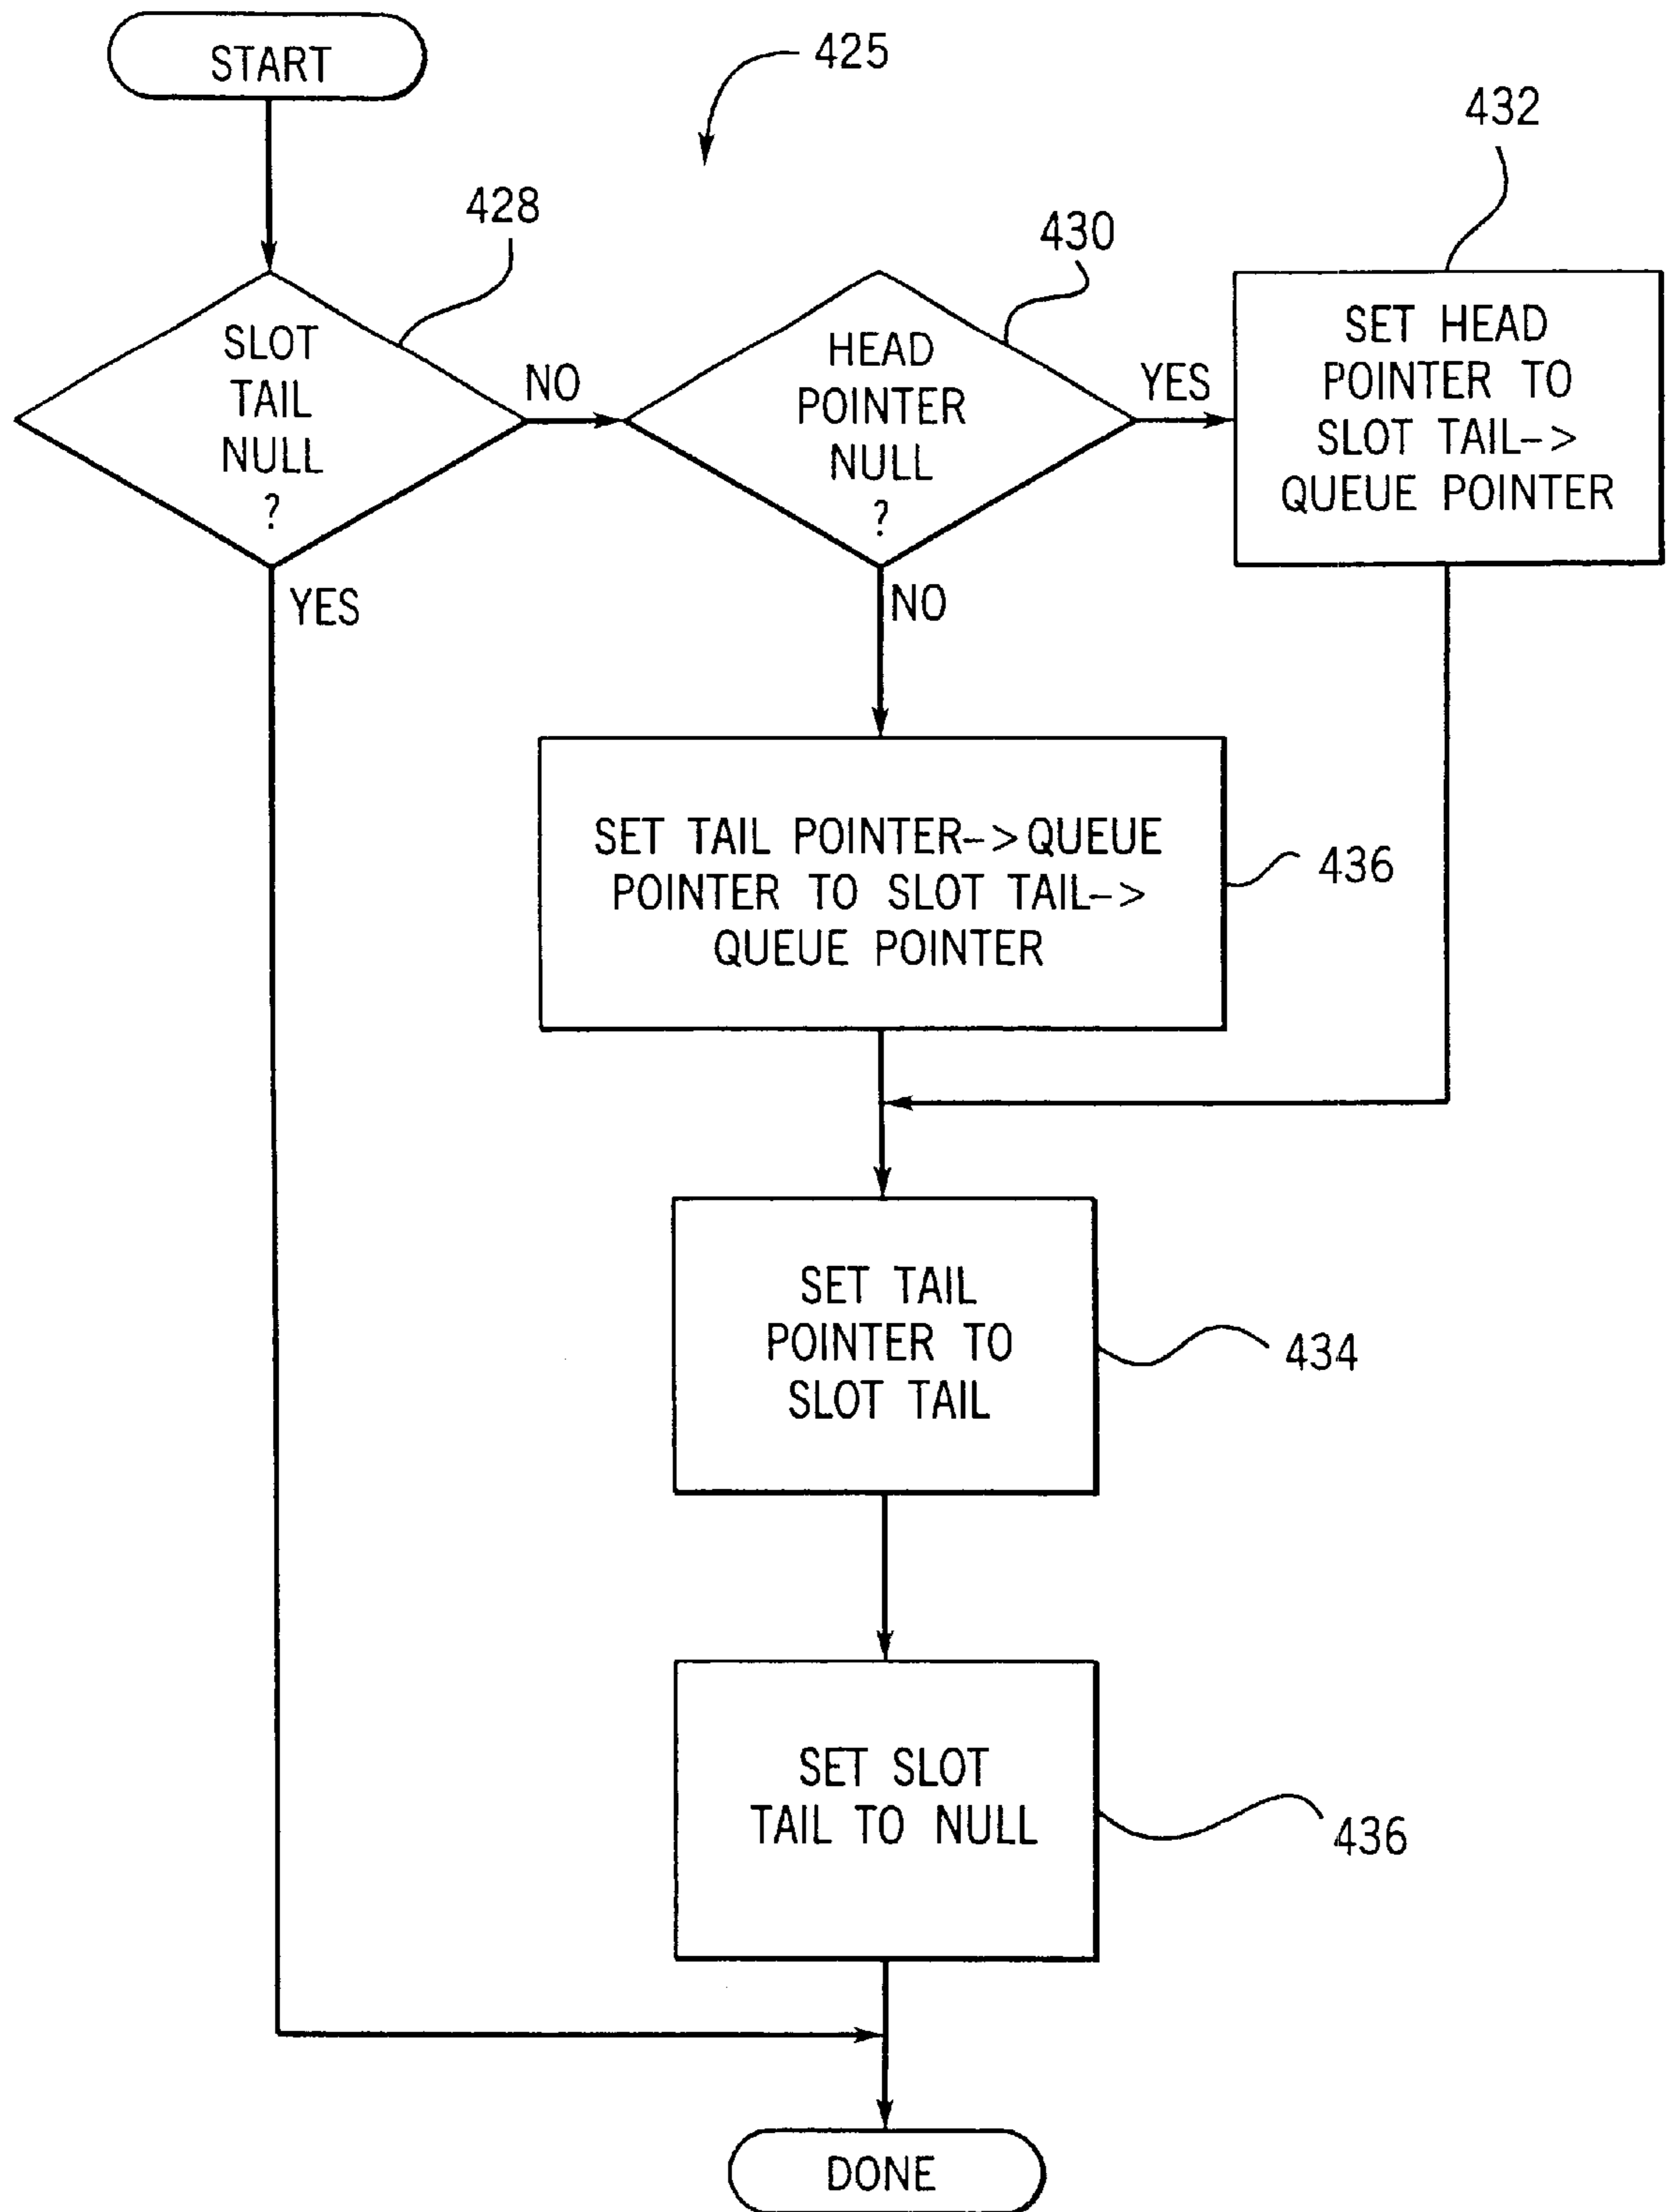 START
425
432
428
430
SLOT
TAIL
NULL
?
NO
HEAD
POINTER
NULL
?
YES
SET HEAD
POINTER TO
SLOT TAIL–>
QUEUE POINTER
YES
NO
SET TAIL POINTER–>QUEUE
POINTER TO SLOT TAIL–>
QUEUE POINTER
436
SET TAIL
POINTER TO
SLOT TAIL
434
SET SLOT
TAIL TO NULL
436
DONE